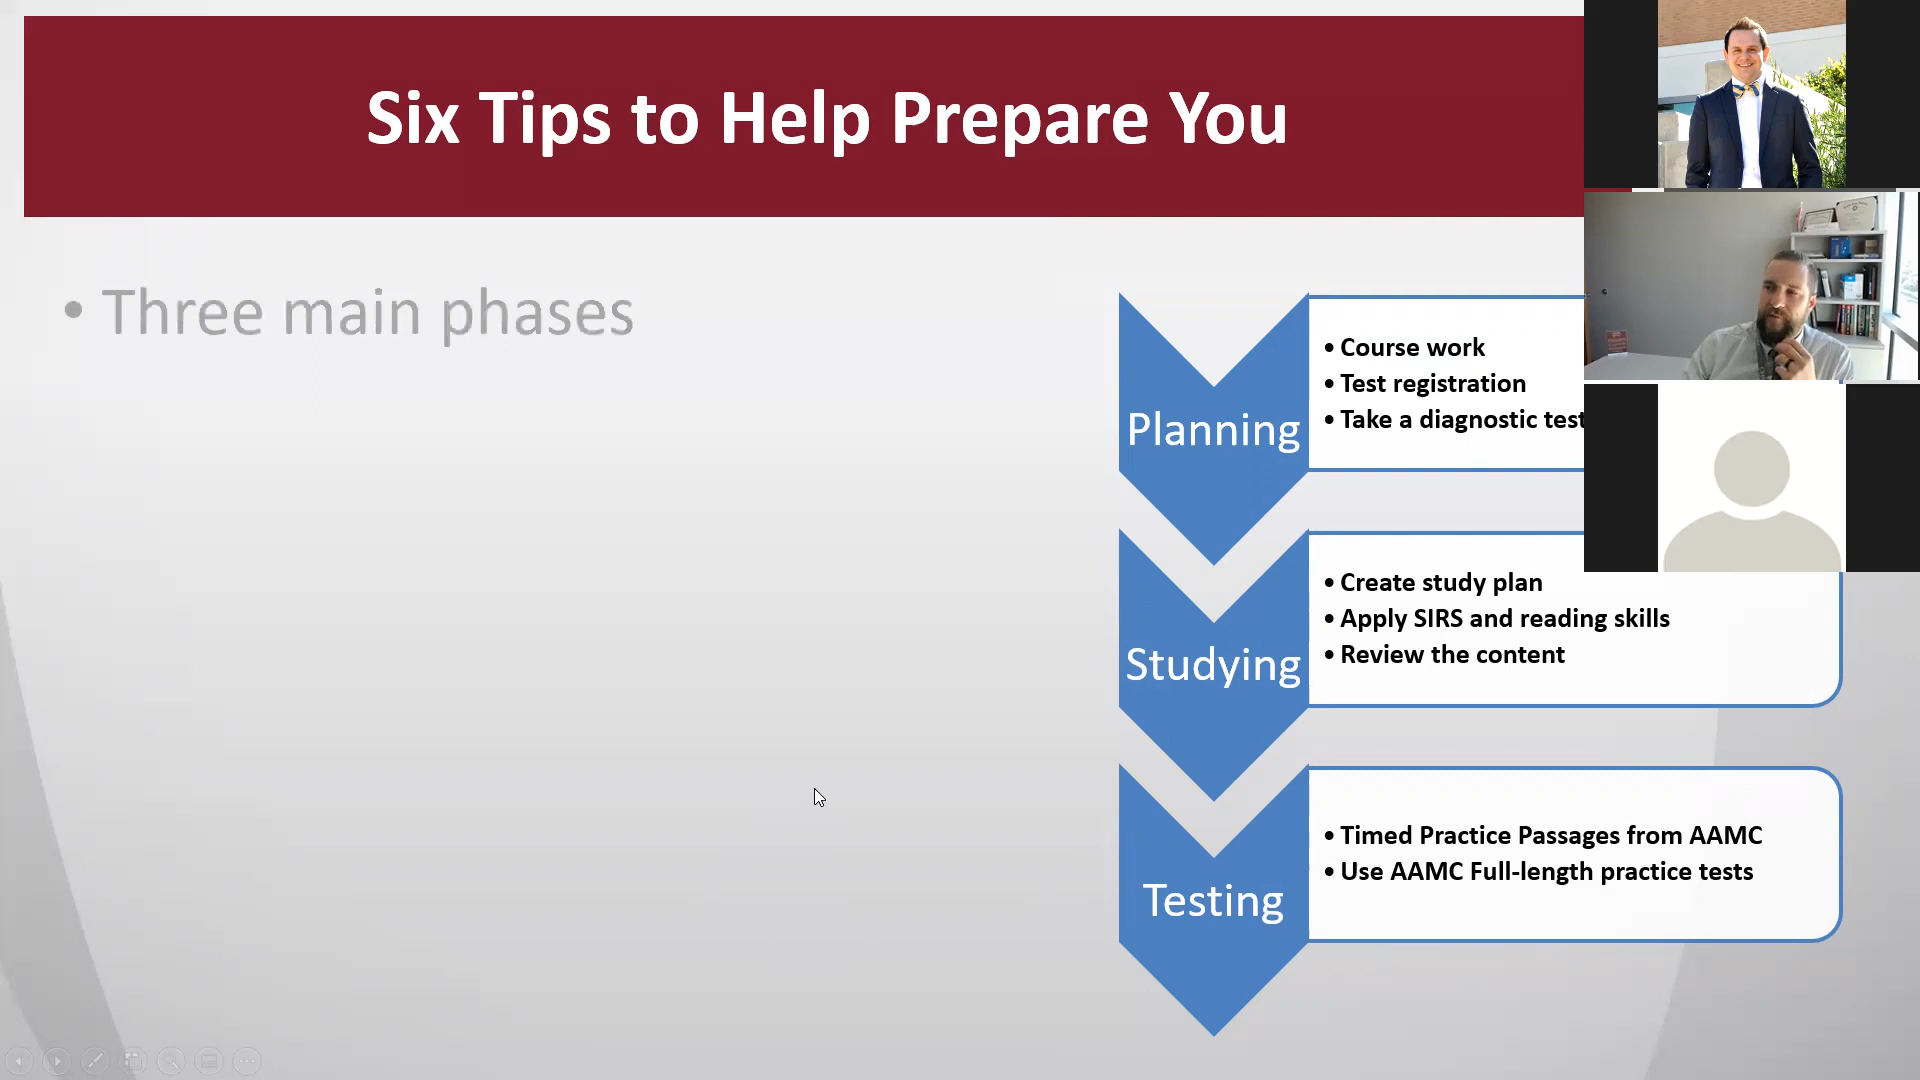 Six Tips to Help Prepare You
• Three main phases
Planning
• Course work
• Test registration
• Take a diagnostic test
Studying
• Create study plan
• Apply SIRS and reading skills
• Review the content
Testing
• Timed Practice Passages from AAMC
• Use AAMC Full-length practice tests